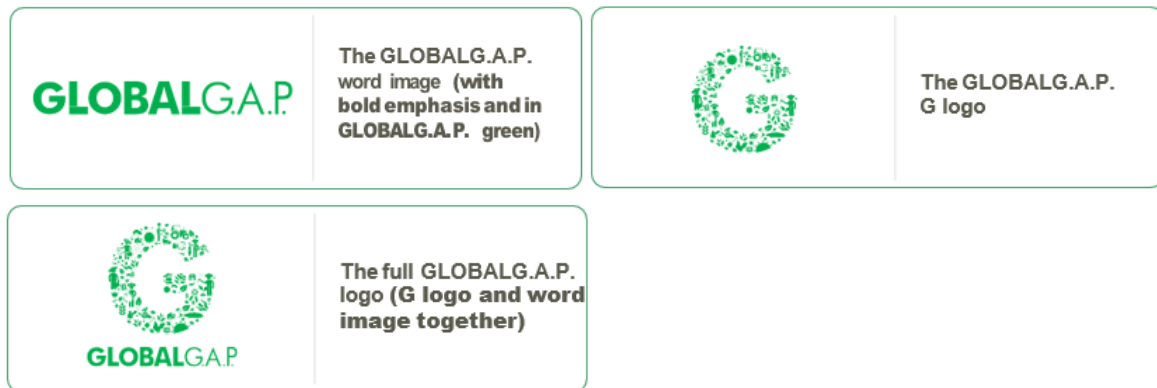 GLOBALG.A.P.
The GLOBALG.A.P.
word image (with
bold emphasis and in
GLOBALG.A.P. green)
G
The GLOBALG.A.P.
G logo
G
GLOBALG.A.P.
The full GLOBALG.A.P.
logo (G logo and word
image together)